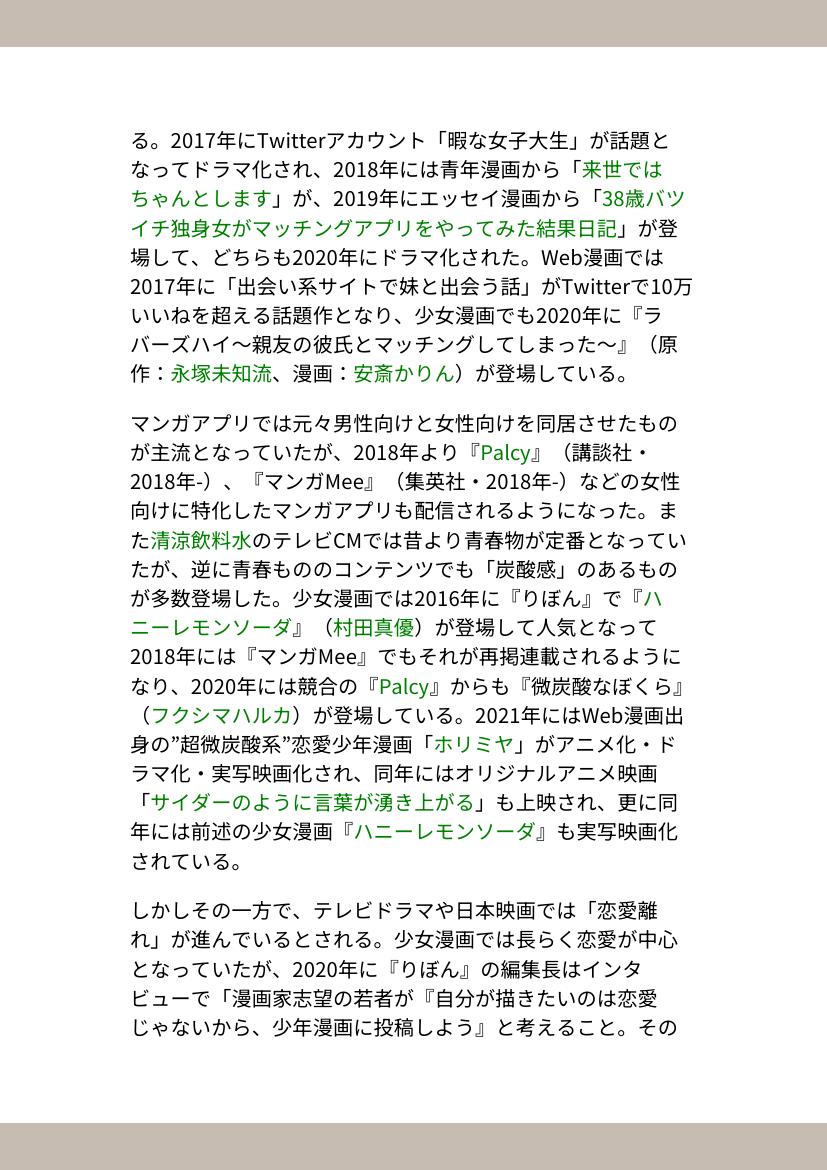 る。2017年にTwitterアカウント「暇な女子大生」が話題と
なってドラマ化され、2018年には青年漫画から「来世では
ちゃんとします」が、2019年にエッセイ漫画から「38歳バツ
イチ独身女がマッチングアプリをやってみた結果日記」が登
場して、どちらも2020年にドラマ化された。Web漫画では
2017年に「出会い系サイトで妹と出会う話」がTwitterで10万
いいねを超える話題作となり、少女漫画でも2020年に『ラ
バーズハイ〜親友の彼氏とマッチングしてしまった〜』（原
作：永塚未知流、漫画：安斎かりん）が登場している。
マンガアプリでは元々男性向けと女性向けを同居させたもの
が主流となっていたが、2018年より『Palcy』（講談社・
2018年-）、『マンガMee』（集英社・2018年-）などの女性
向けに特化したマンガアプリも配信されるようになった。ま
た清涼飲料水のテレビCMでは昔より青春物が定番となってい
たが、逆に青春もののコンテンツでも「炭酸感」のあるもの
が多数登場した。少女漫画では2016年に『りぼん』で『ハ
ニーレモンソーダ』（村田真優）が登場して人気となって
2018年には『マンガMee』でもそれが再掲連載されるように
なり、2020年には競合の『Palcy』からも『微炭酸なぼくら』
（フクシマハルカ）が登場している。2021年にはWeb漫画出
身の”超微炭酸系”恋愛少年漫画「ホリミヤ」がアニメ化・ド
ラマ化・実写映画化され、同年にはオリジナルアニメ映画
「サイダーのように言葉が湧き上がる」も上映され、更に同
年には前述の少女漫画『ハニーレモンソーダ』も実写映画化
されている。
しかしその一方で、テレビドラマや日本映画では「恋愛離
れ」が進んでいるとされる。少女漫画では長らく恋愛が中心
となっていたが、2020年に『りぼん』の編集長はインタ
ビューで「漫画家志望の若者が『自分が描きたいのは恋愛
じゃないから、少年漫画に投稿しよう』と考えること。その